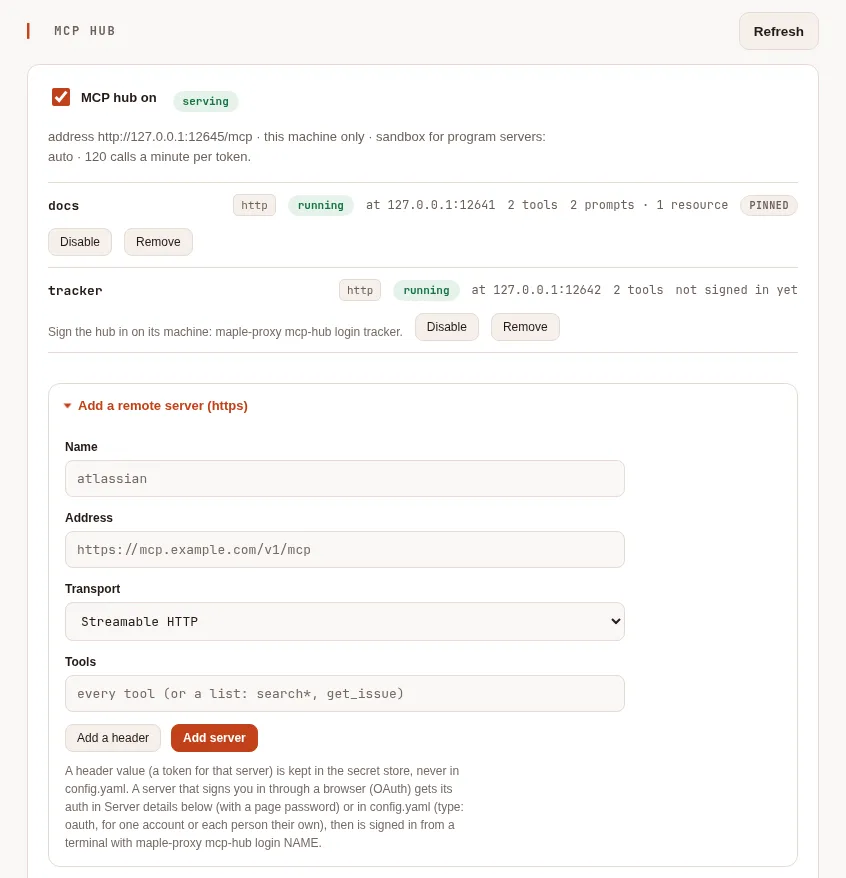 MCP HUB
Refresh
MCP hub on serving
address http://127.0.0.1:12645/mcp · this machine only · sandbox for program servers:
auto · 120 calls a minute per token.
docs http running at 127.0.0.1:12641 2 tools 2 prompts · 1 resource PINNED
Disable Remove
tracker http running at 127.0.0.1:12642 2 tools not signed in yet
Sign the hub in on its machine: maple-proxy mcp-hub login tracker. Disable Remove
Add a remote server (https)
Name
atlassian
Address
https://mcp.example.com/v1/mcp
Transport
Streamable HTTP
Tools
every tool (or a list: search*, get_issue)
Add a header Add server
A header value (a token for that server) is kept in the secret store, never in
config.yaml. A server that signs you in through a browser (OAuth) gets its
auth in Server details below (with a page password) or in config.yaml (type:
oauth, for one account or each person their own), then is signed in from a
terminal with maple-proxy mcp-hub login NAME.